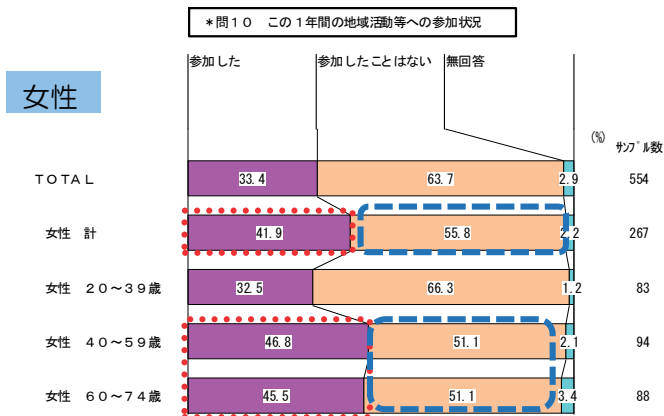 *問10 この1年間の地域活動等への参加状況
参加した 参加したことはない 無回答
女性
(%) サンプル数
TOTAL 33.4 63.7 2.9 554
女性 計 41.9 55.8 2.2 267
女性 20~39歳 32.5 66.3 1.2 83
女性 40~59歳 46.8 51.1 2.1 94
女性 60~74歳 45.5 51.1 3.4 88